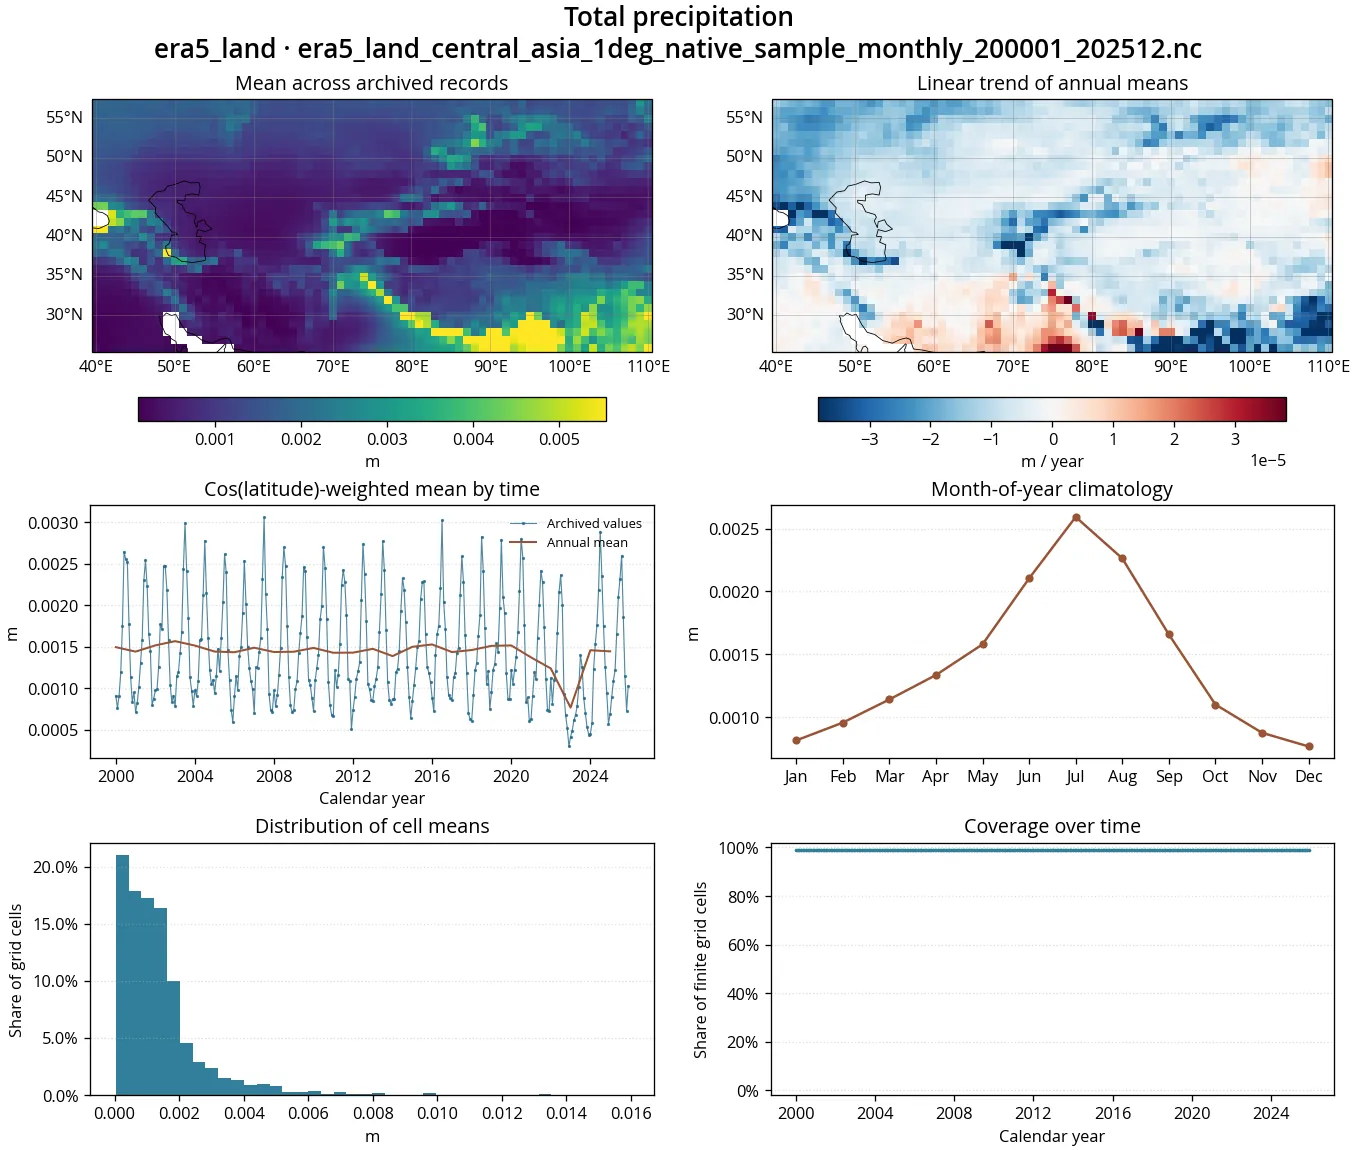 Total precipitation
era5_land · era5_land_central_asia_1deg_native_sample_monthly_200001_202512.nc
Mean across archived records
55°N
50°N
45°N
40°N
35°N
30°N
40°E 50°E 60°E 70°E 80°E 90°E 100°E 110°E
0.001 0.002 0.003 0.004 0.005
m
Linear trend of annual means
55°N
50°N
45°N
40°N
35°N
30°N
40°E 50°E 60°E 70°E 80°E 90°E 100°E 110°E
−3 −2 −1 0 1 2 3
m / year
1e−5
Cos(latitude)-weighted mean by time
0.0030
0.0025
0.0020
0.0015
0.0010
0.0005
m
Archived values
Annual mean
2000 2004 2008 2012 2016 2020 2024
Calendar year
Month-of-year climatology
0.0025
0.0020
0.0015
0.0010
m
Jan Feb Mar Apr May Jun Jul Aug Sep Oct Nov Dec
Distribution of cell means
20.0%
15.0%
10.0%
5.0%
0.0%
Share of grid cells
0.000 0.002 0.004 0.006 0.008 0.010 0.012 0.014 0.016
m
Coverage over time
100%
80%
60%
40%
20%
0%
Share of finite grid cells
2000 2004 2008 2012 2016 2020 2024
Calendar year